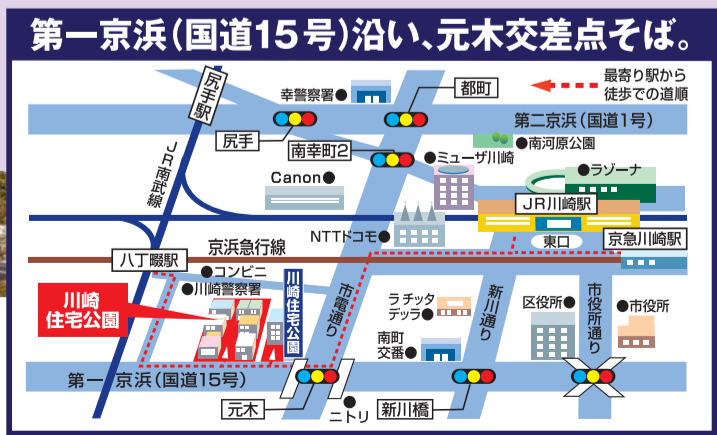 第一京浜(国道15号)沿い、元木交差点そば。
最寄り駅から
徒歩での道順
尻手駅
幸警察署
都町
第二京浜(国道1号)
尻手
南幸町2
南河原公園
ミューザ川崎
ラゾーナ
JR南武線
Canon
JR川崎駅
NTTドコモ
東口
京急川崎駅
八丁畷駅
京浜急行線
コンビニ
川崎警察署
川崎
住宅公園
川崎住宅公園
市電通り
ラ チッタ
デッラ
新川通り
区役所
市役所通り
市役所
南町
交番
第一京浜(国道15号)
元木
ニトリ
新川橋